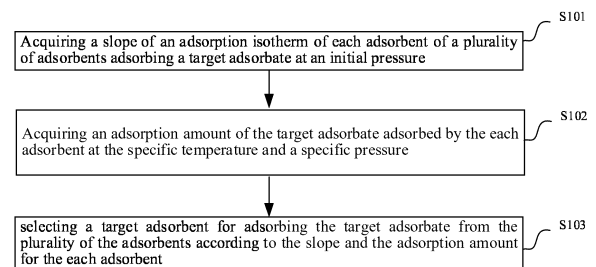 S101
Acquiring a slope of an adsorption isotherm of each adsorbent of a plurality
of adsorbents adsorbing a target adsorbate at an initial pressure
S102
Acquiring an adsorption amount of the target adsorbate adsorbed by the each
adsorbent at the specific temperature and a specific pressure
S103
selecting a target adsorbent for adsorbing the target adsorbate from the
plurality of the adsorbents according to the slope and the adsorption amount
for the each adsorbent